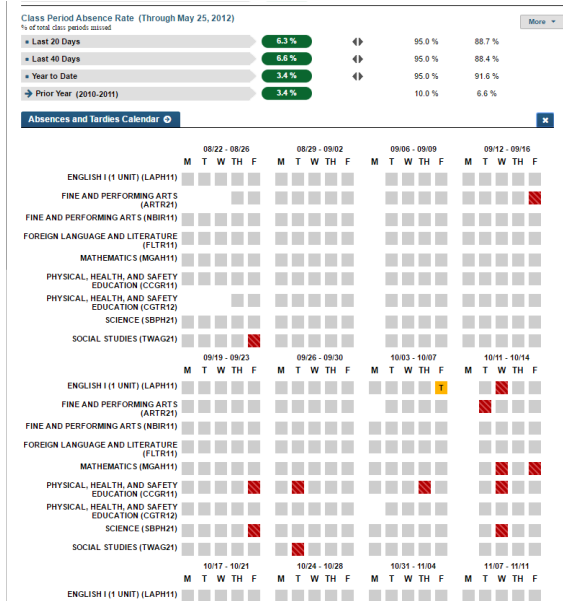 Class Period Absence Rate (Through May 25, 2012)
% of total class periods missed
More
Last 20 Days 6.3 % 95.0 % 88.7 %
Last 40 Days 6.6 % 95.0 % 88.4 %
Year to Date 3.4 % 95.0 % 91.6 %
Prior Year (2010-2011) 3.4 % 10.0 % 6.6 %
Absences and Tardies Calendar
08/22 - 08/26 08/29 - 09/02 09/06 - 09/09 09/12 - 09/16
M T W TH F M T W TH F M T W TH F M T W TH F
ENGLISH I (1 UNIT) (LAPH11)
FINE AND PERFORMING ARTS
(ARTR21)
FINE AND PERFORMING ARTS (NBIR11)
FOREIGN LANGUAGE AND LITERATURE
(FLTR11)
MATHEMATICS (MGAH11)
PHYSICAL, HEALTH, AND SAFETY
EDUCATION (CCGR11)
PHYSICAL, HEALTH, AND SAFETY
EDUCATION (CGTR12)
SCIENCE (SBPH21)
SOCIAL STUDIES (TWAG21)
09/19 - 09/23 09/26 - 09/30 10/03 - 10/07 10/11 - 10/14
M T W TH F M T W TH F M T W TH F M T W TH F
ENGLISH I (1 UNIT) (LAPH11) T
FINE AND PERFORMING ARTS
(ARTR21)
FINE AND PERFORMING ARTS (NBIR11)
FOREIGN LANGUAGE AND LITERATURE
(FLTR11)
MATHEMATICS (MGAH11)
PHYSICAL, HEALTH, AND SAFETY
EDUCATION (CCGR11)
PHYSICAL, HEALTH, AND SAFETY
EDUCATION (CGTR12)
SCIENCE (SBPH21)
SOCIAL STUDIES (TWAG21)
10/17 - 10/21 10/24 - 10/28 10/31 - 11/04 11/07 - 11/11
M T W TH F M T W TH F M T W TH F M T W TH F
ENGLISH I (1 UNIT) (LAPH11)